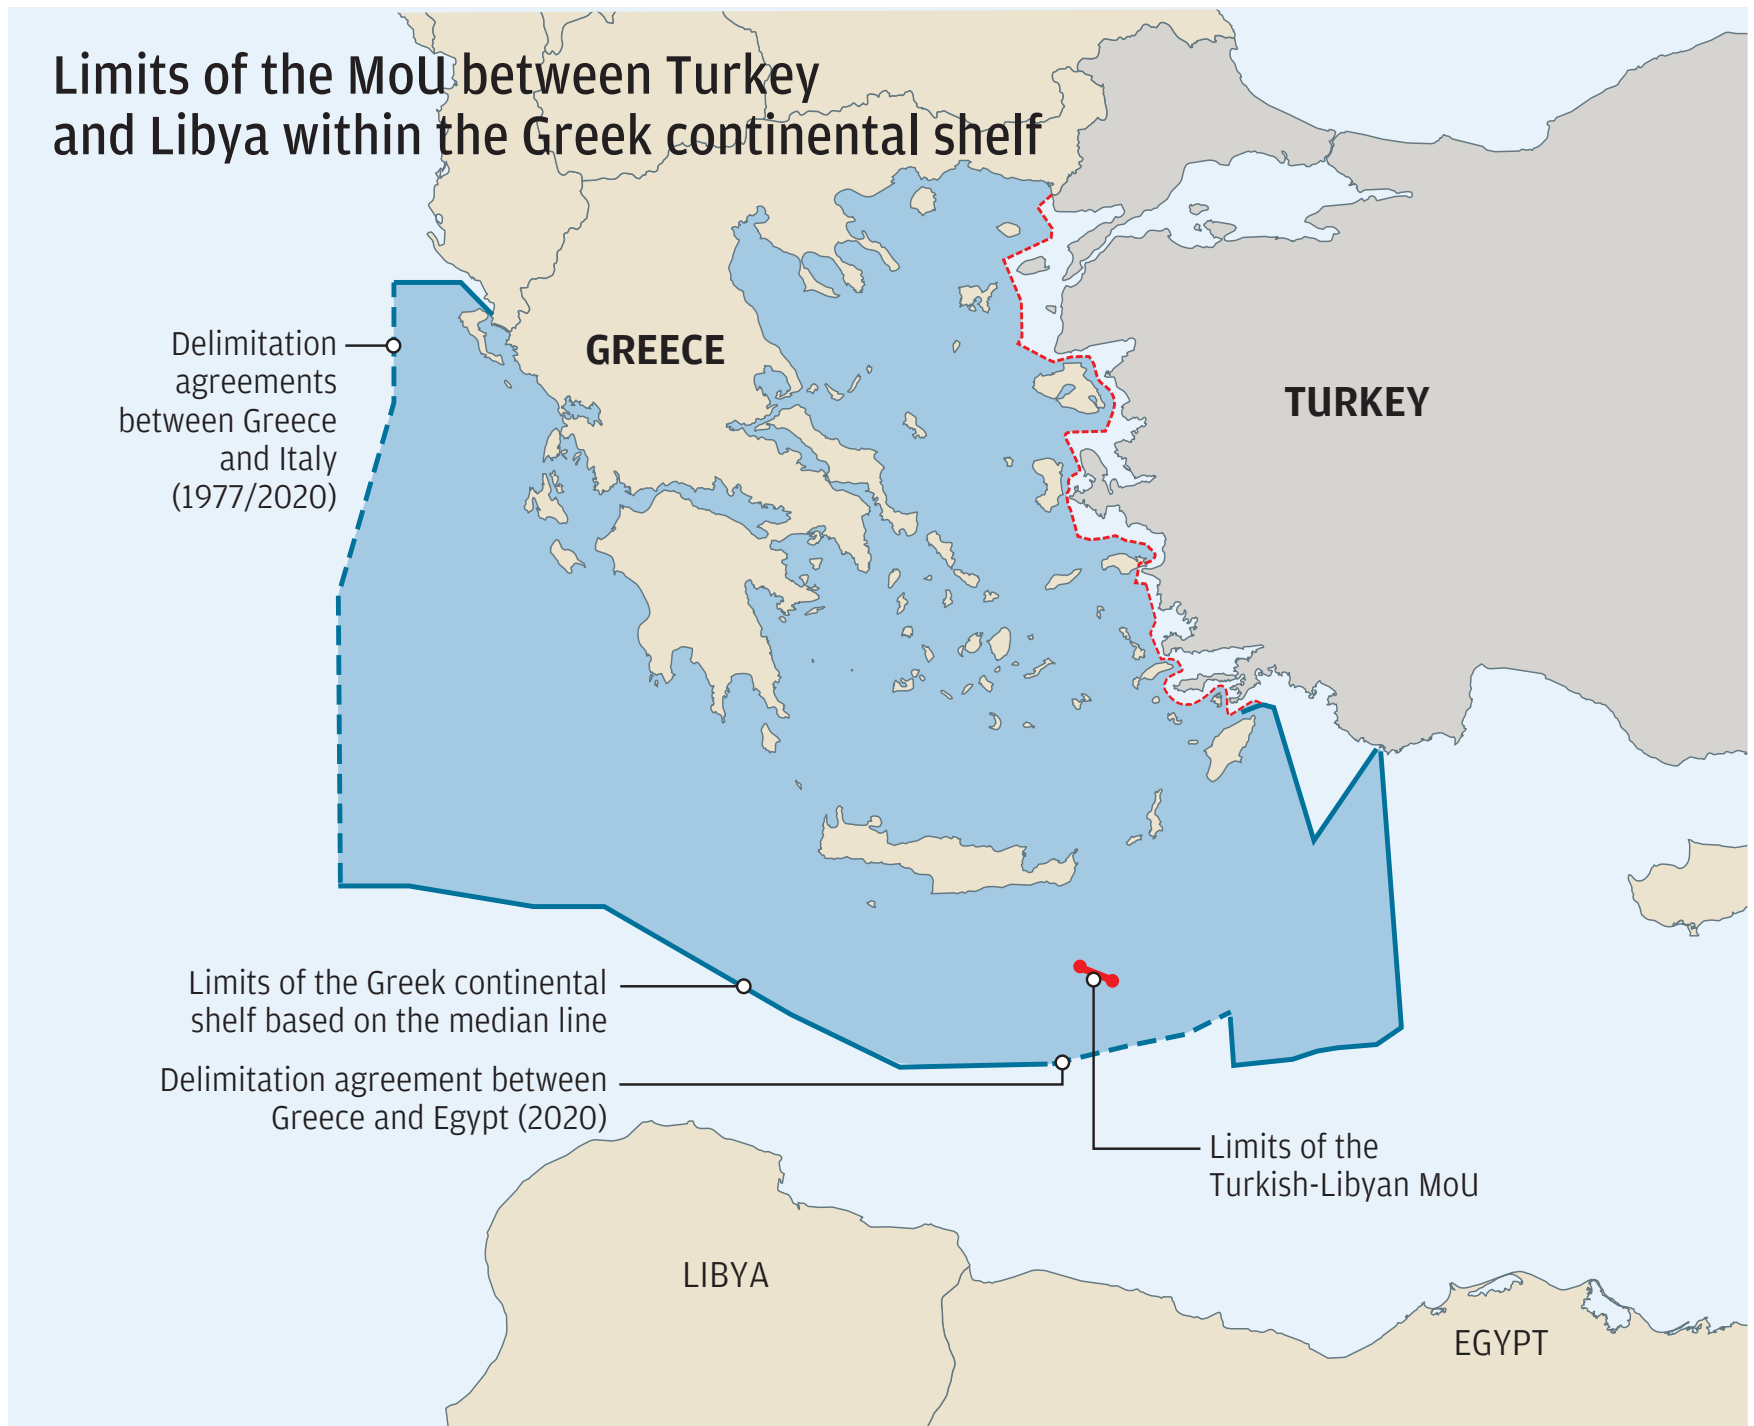 Limits of the MoU between Turkey
and Libya within the Greek continental shelf
Delimitation
agreements
between Greece
and Italy
(1977/2020)
GREECE
TURKEY
Limits of the Greek continental
shelf based on the median line
Delimitation agreement between
Greece and Egypt (2020)
Limits of the
Turkish-Libyan MoU
LIBYA
EGYPT